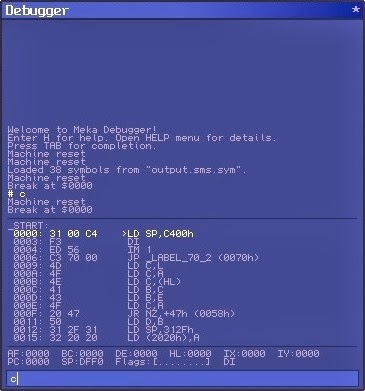 Debugger *
Welcome to Meka Debugger!
Enter H for help. Open HELP menu for details.
Press TAB for completion.
Machine reset
Machine reset
Loaded 38 symbols from "output.sms.sym".
Machine reset
Break at $0000
# c
Machine reset
Break at $0000
_START:
0000: 31 00 C4 >LD SP,C400h
0003: F3 DI
0004: ED 56 IM 1
0006: C3 70 00 JP _LABEL_70_2 (0070h)
0009: 4D LD C,L
000A: 4F LD C,A
000B: 4E LD C,(HL)
000C: 41 LD B,C
000D: 43 LD B,E
000E: 4F LD C,A
000F: 20 47 JR NZ,+47h (0058h)
0011: 50 LD D,B
0012: 31 2F 31 LD SP,312Fh
0015: 32 20 20 LD (2020h),A
AF:0000 BC:0000 DE:0000 HL:0000 IX:0000 IY:0000
PC:0000 SP:DFF0 Flags:[........] DI
c